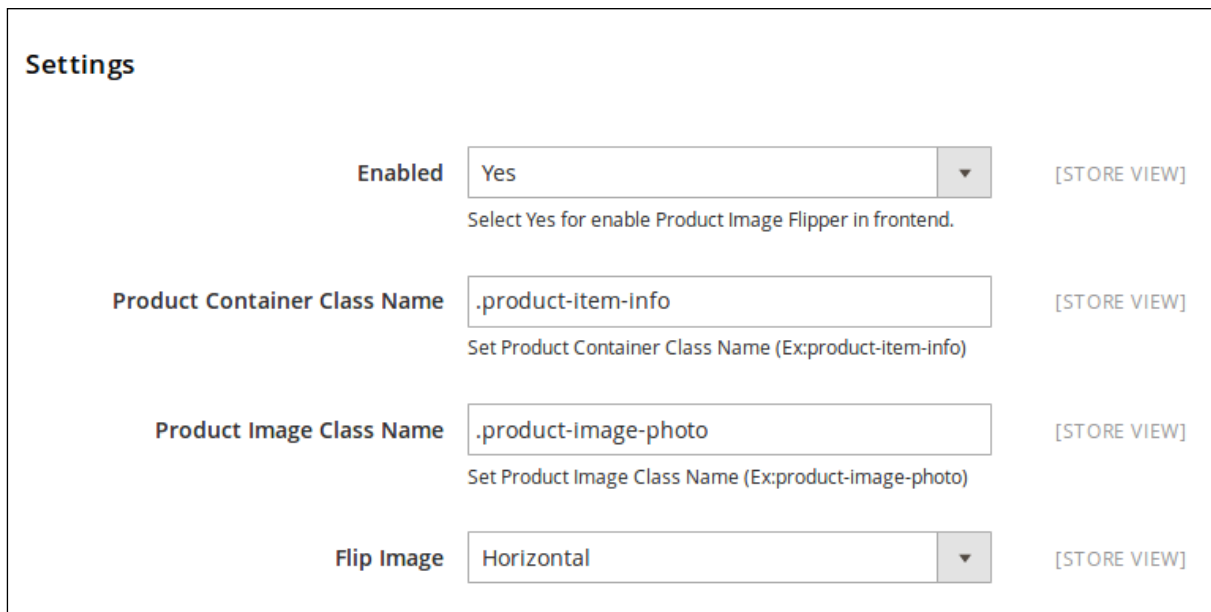 Settings
Enabled Yes [STORE VIEW]
Select Yes for enable Product Image Flipper in frontend.
Product Container Class Name .product-item-info [STORE VIEW]
Set Product Container Class Name (Ex:product-item-info)
Product Image Class Name .product-image-photo [STORE VIEW]
Set Product Image Class Name (Ex:product-image-photo)
Flip Image Horizontal [STORE VIEW]